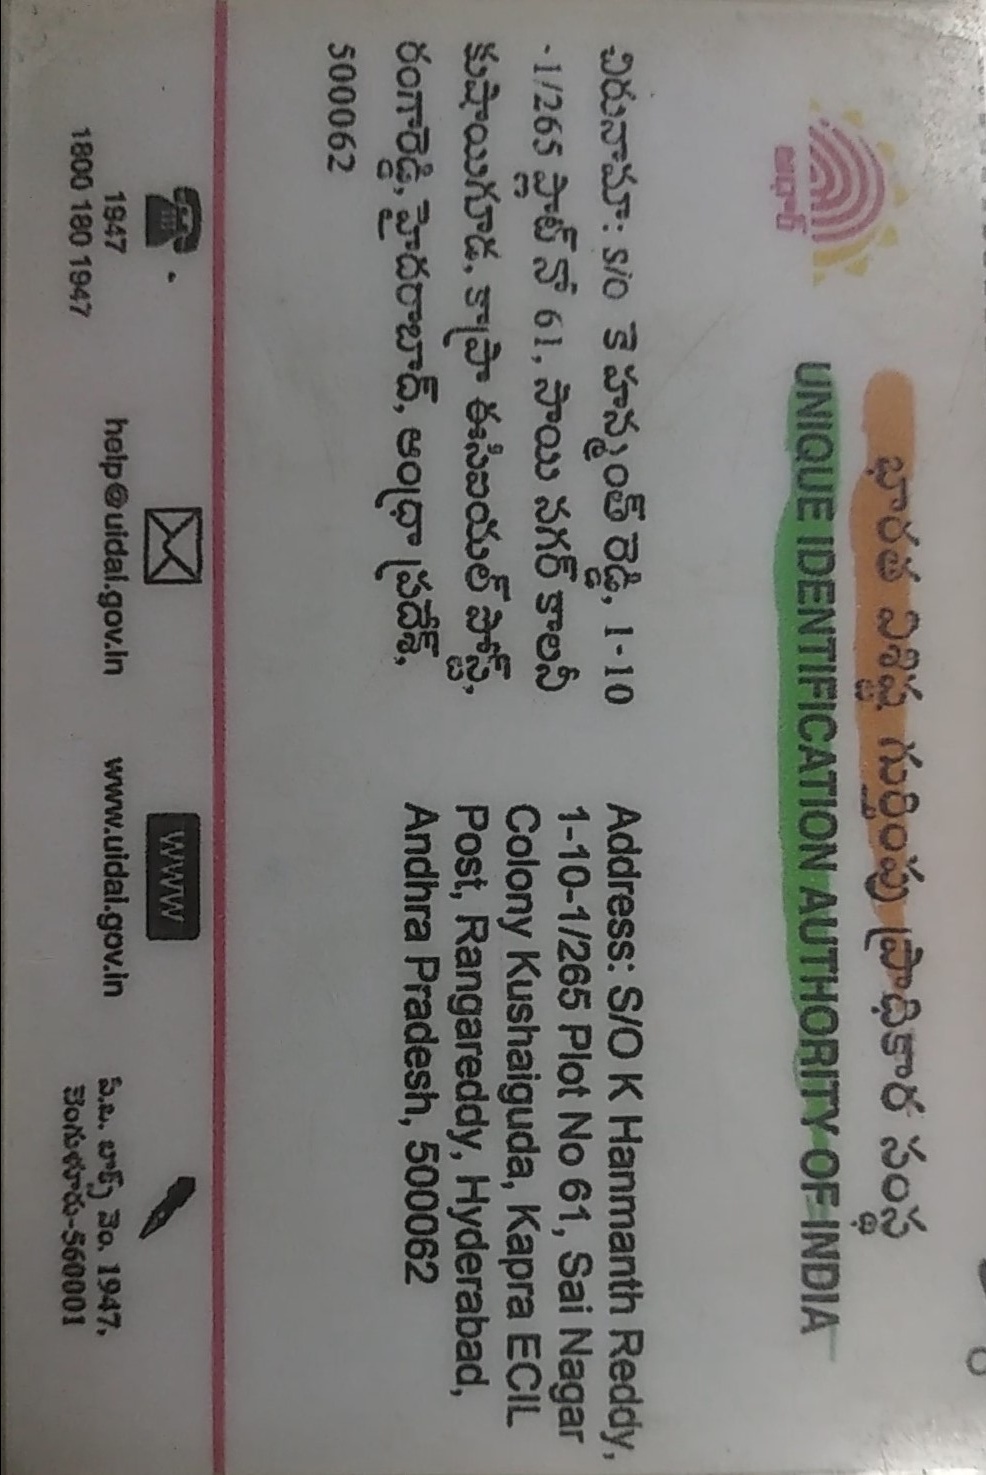 భారత విశిష్ట గుర్తింపు ప్రాధికార సంస్థ
UNIQUE IDENTIFICATION AUTHORITY OF INDIA
ఆధార్
చిరునామా: S/O కె హన్మంత్ రెడ్డి, 1-10
-1/265 ప్లాట్ నో 61, సాయి నగర్ కాలనీ
కుషాయిగూడ, కాప్రా ఈసిఐయల్ పోస్ట్,
రంగారెడ్డి, హైదరాబాద్, ఆంధ్రా ప్రదేశ్,
500062
Address: S/O K Hanmanth Reddy,
1-10-1/265 Plot No 61, Sai Nagar
Colony Kushaiguda, Kapra ECIL
Post, Rangareddy, Hyderabad,
Andhra Pradesh, 500062
1947
1800 180 1947
help@uidai.gov.in
WWW
www.uidai.gov.in
పి.బి. బాక్స్ నెం. 1947,
బెంగుళూరు-560001